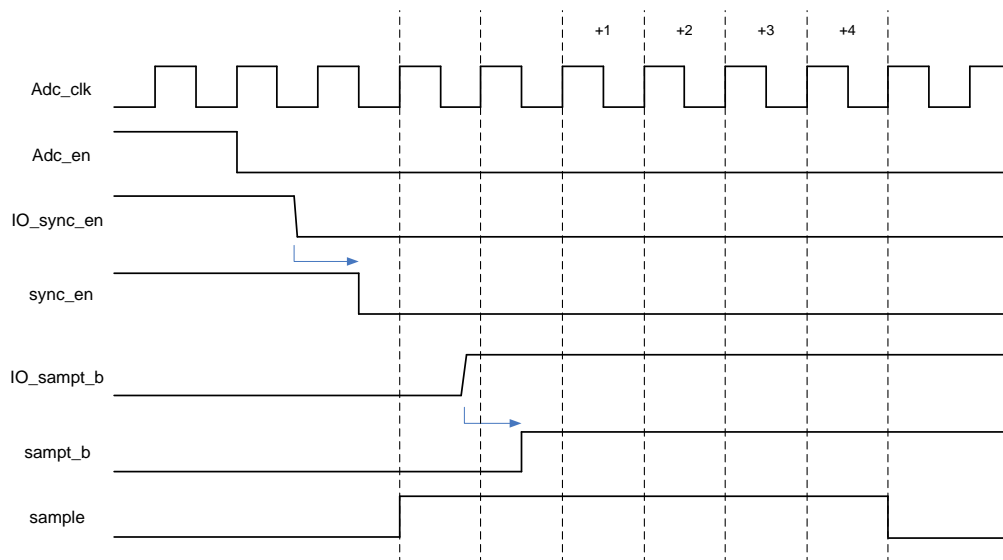 +1 +2 +3 +4
Adc_clk
Adc_en
IO_sync_en
sync_en
IO_sampt_b
sampt_b
sample